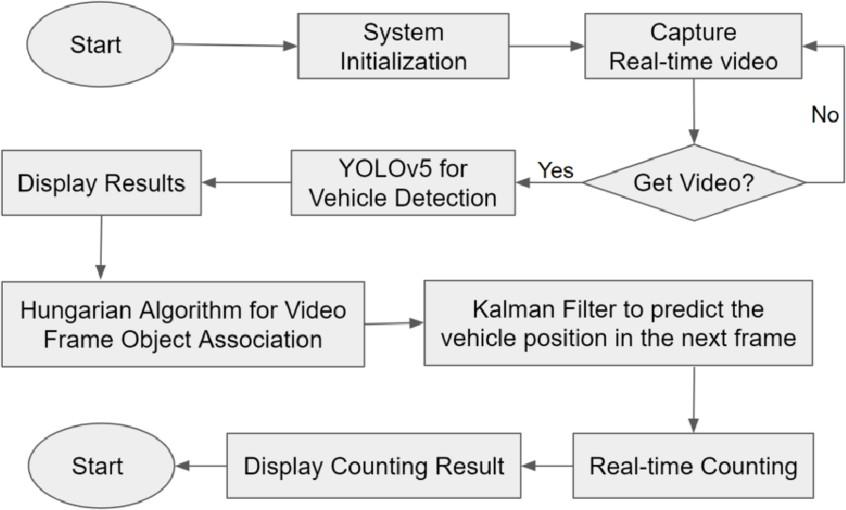 Start
System
Initialization
Capture
Real-time video
No
Get Video?
Yes
YOLOv5 for
Vehicle Detection
Display Results
Hungarian Algorithm for Video
Frame Object Association
Kalman Filter to predict the
vehicle position in the next frame
Real-time Counting
Display Counting Result
Start